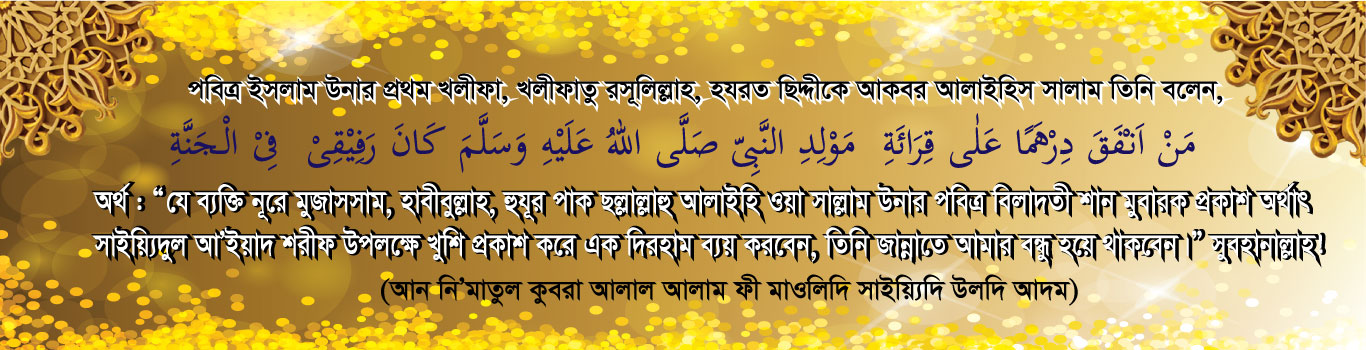 পবিত্র ইসলাম উনার প্রথম খলীফা, খলীফাতু রসূলিল্লাহ, হযরত ছিদ্দীকে আকবর আলাইহিস সালাম তিনি বলেন,
مَنْ اَنْفَقَ دِرْهَمًا عَلٰى قِرَائَةِ مَوْلِدِ النَّبِىِّ صَلَّى اللهُ عَلَيْهِ وَسَلَّمَ كَانَ رَفِيْقِىْ فِىْ الْـجَنَّةِ
অর্থ : “যে ব্যক্তি নূরে মুজাসসাম, হাবীবুল্লাহ, হুযূর পাক ছল্লাল্লাহু আলাইহি ওয়া সাল্লাম উনার পবিত্র বিলাদতী শান মুবারক প্রকাশ অর্থাৎ
সাইয়্যিদুল আ’ইয়াদ শরীফ উপলক্ষে খুশি প্রকাশ করে এক দিরহাম ব্যয় করবেন, তিনি জান্নাতে আমার বন্ধু হয়ে থাকবেন।” সুবহানাল্লাহ!
(আন নি’মাতুল কুবরা আলাল আলাম ফী মাওলিদি সাইয়্যিদি উলদি আদম)